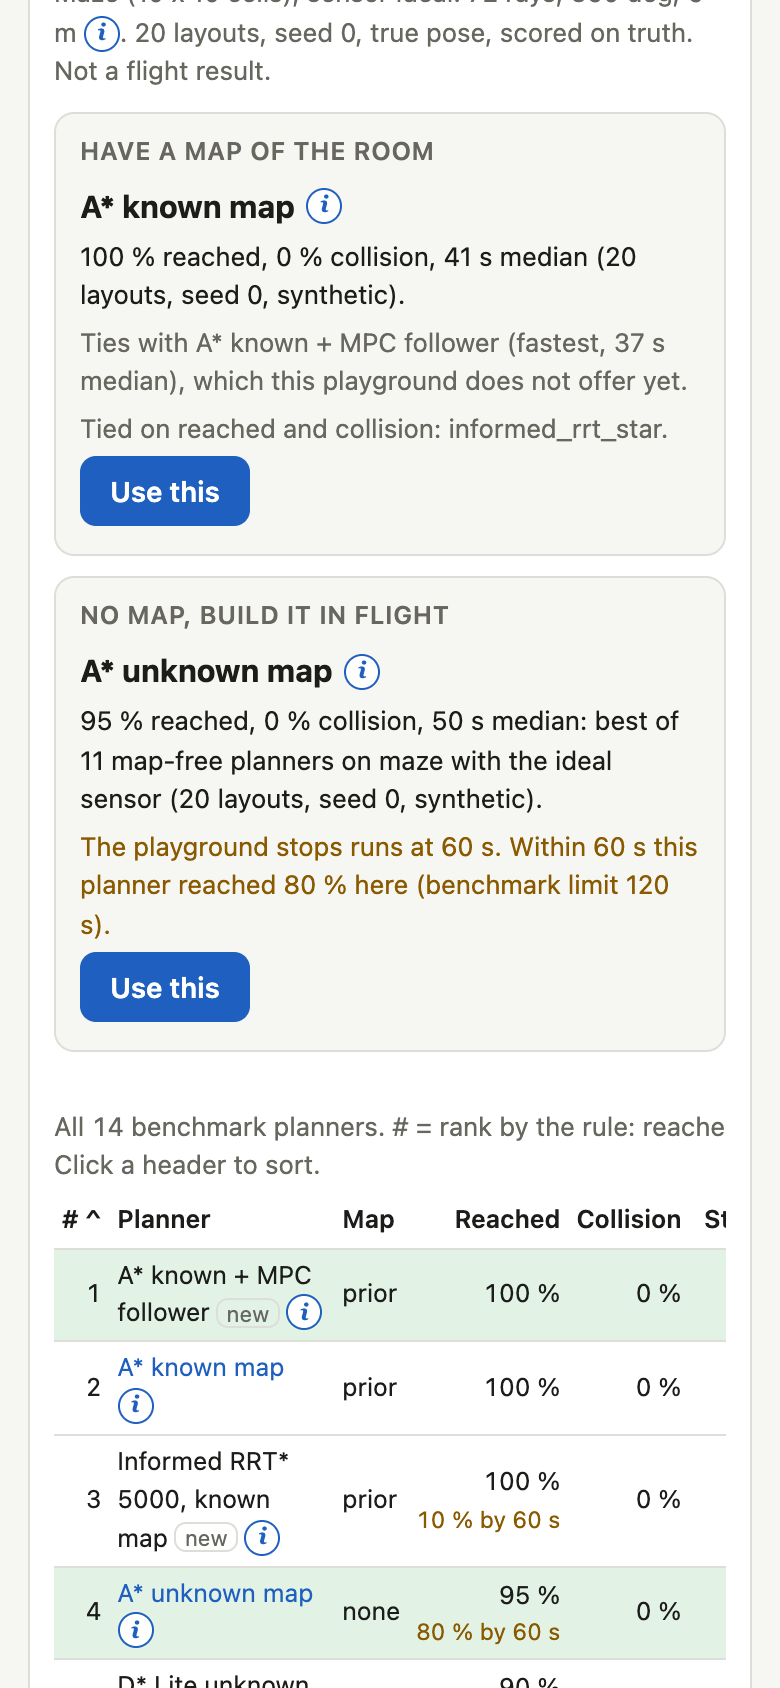 m i. 20 layouts, seed 0, true pose, scored on truth.
Not a flight result.
HAVE A MAP OF THE ROOM
A* known map i
100 % reached, 0 % collision, 41 s median (20
layouts, seed 0, synthetic).
Ties with A* known + MPC follower (fastest, 37 s
median), which this playground does not offer yet.
Tied on reached and collision: informed_rrt_star.
Use this
NO MAP, BUILD IT IN FLIGHT
A* unknown map i
95 % reached, 0 % collision, 50 s median: best of
11 map-free planners on maze with the ideal
sensor (20 layouts, seed 0, synthetic).
The playground stops runs at 60 s. Within 60 s this
planner reached 80 % here (benchmark limit 120
s).
Use this
All 14 benchmark planners. # = rank by the rule: reache
Click a header to sort.
# ^ Planner Map Reached Collision St
1 A* known + MPC follower new i prior 100 % 0 %
2 A* known map i prior 100 % 0 %
3 Informed RRT* 5000, known map new i prior 100 % 10 % by 60 s 0 %
4 A* unknown map i none 95 % 80 % by 60 s 0 %
D* Lite unknown 90 %